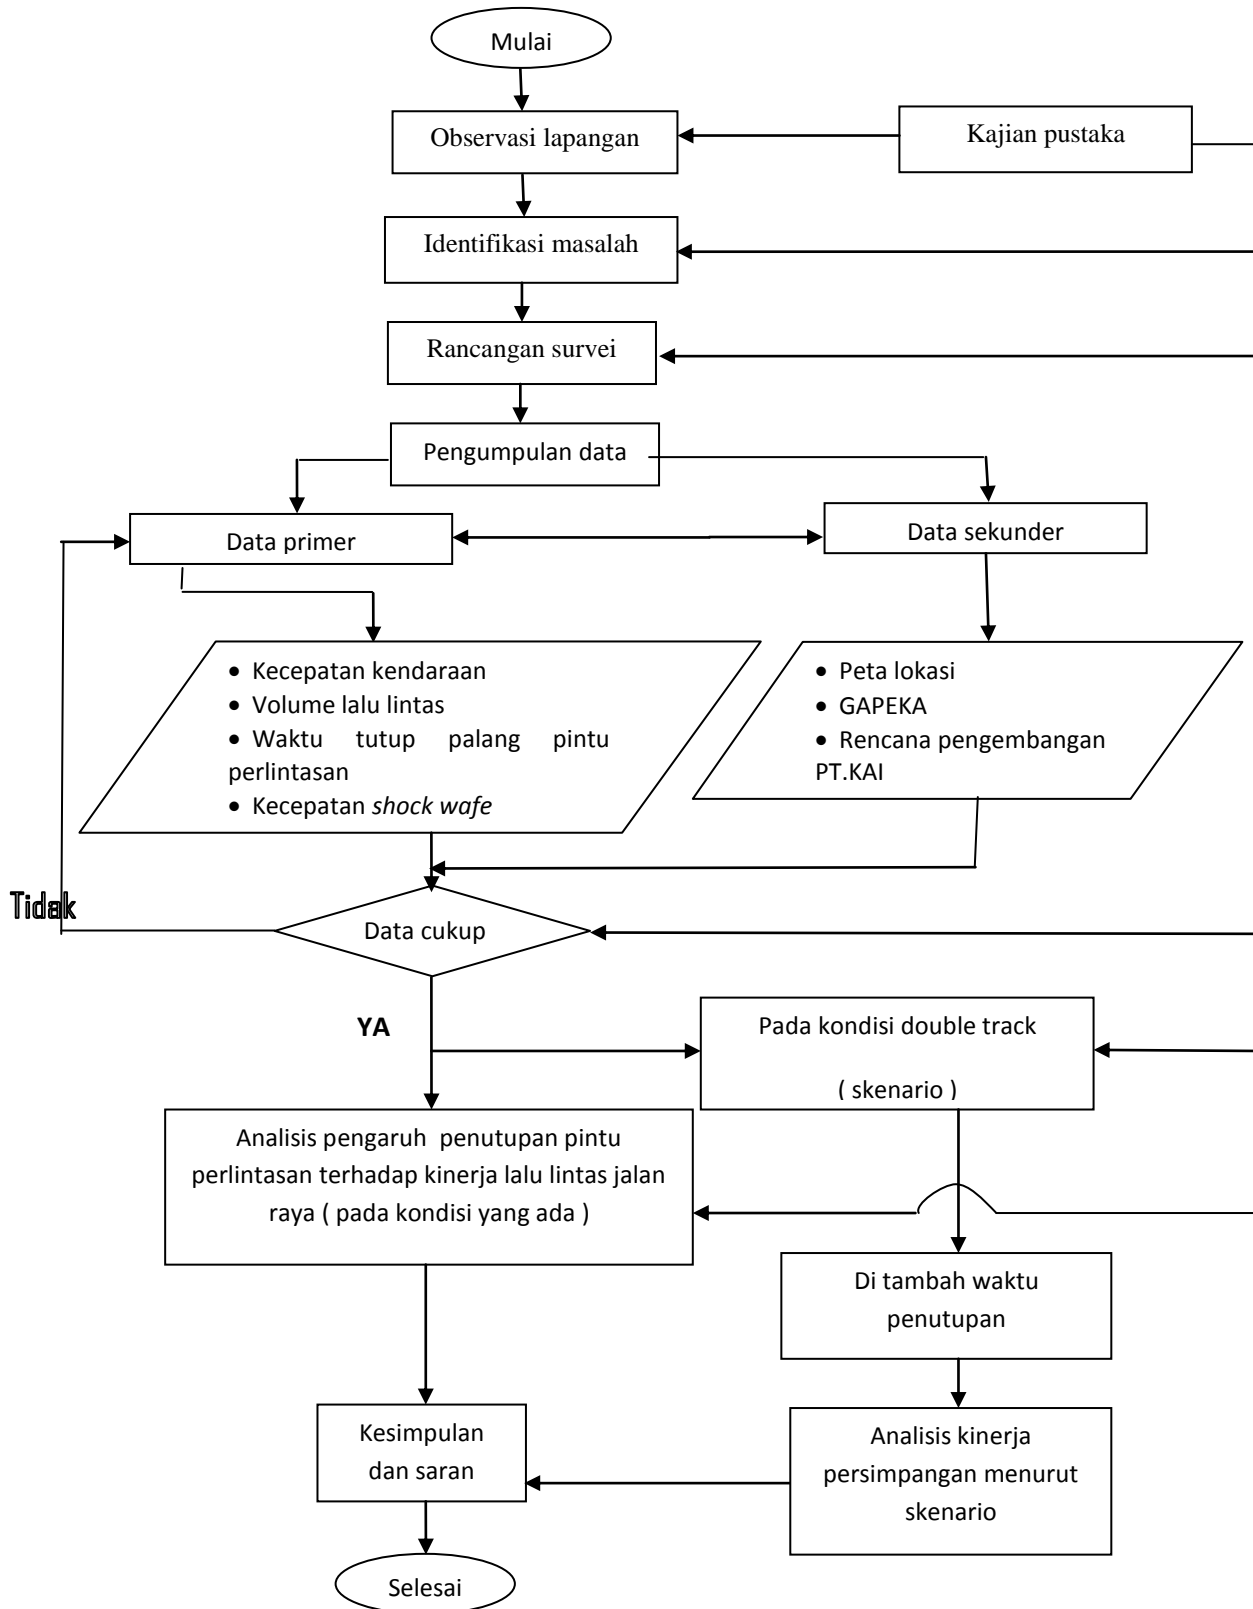 Mulai
Observasi lapangan
Kajian pustaka
Identifikasi masalah
Rancangan survei
Pengumpulan data
Data primer
Data sekunder
• Kecepatan kendaraan
• Volume lalu lintas
• Waktu tutup palang pintu
perlintasan
• Kecepatan shock wafe
• Peta lokasi
• GAPEKA
• Rencana pengembangan
PT.KAI
Tidak
Data cukup
YA
Pada kondisi double track
( skenario )
Analisis pengaruh penutupan pintu
perlintasan terhadap kinerja lalu lintas jalan
raya ( pada kondisi yang ada )
Di tambah waktu
penutupan
Kesimpulan
dan saran
Analisis kinerja
persimpangan menurut
skenario
Selesai